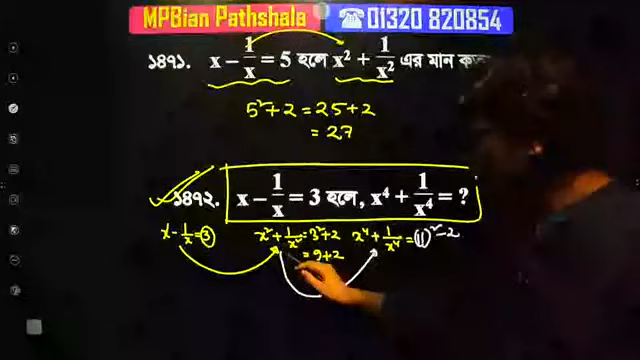 MPBian Pathshala ☎01320 820854
১৪৭১. x - 1/x = 5 হলে x² + 1/x² এর মান
5² + 2 = 25 + 2
= 27
১৪৭২. x - 1/x = 3 হলে, x⁴ + 1/x⁴ = ?
x - 1/x = 3 x² + 1/x² = 3² + 2 x⁴ + 1/x⁴ = (11)² - 2
= 9 + 2